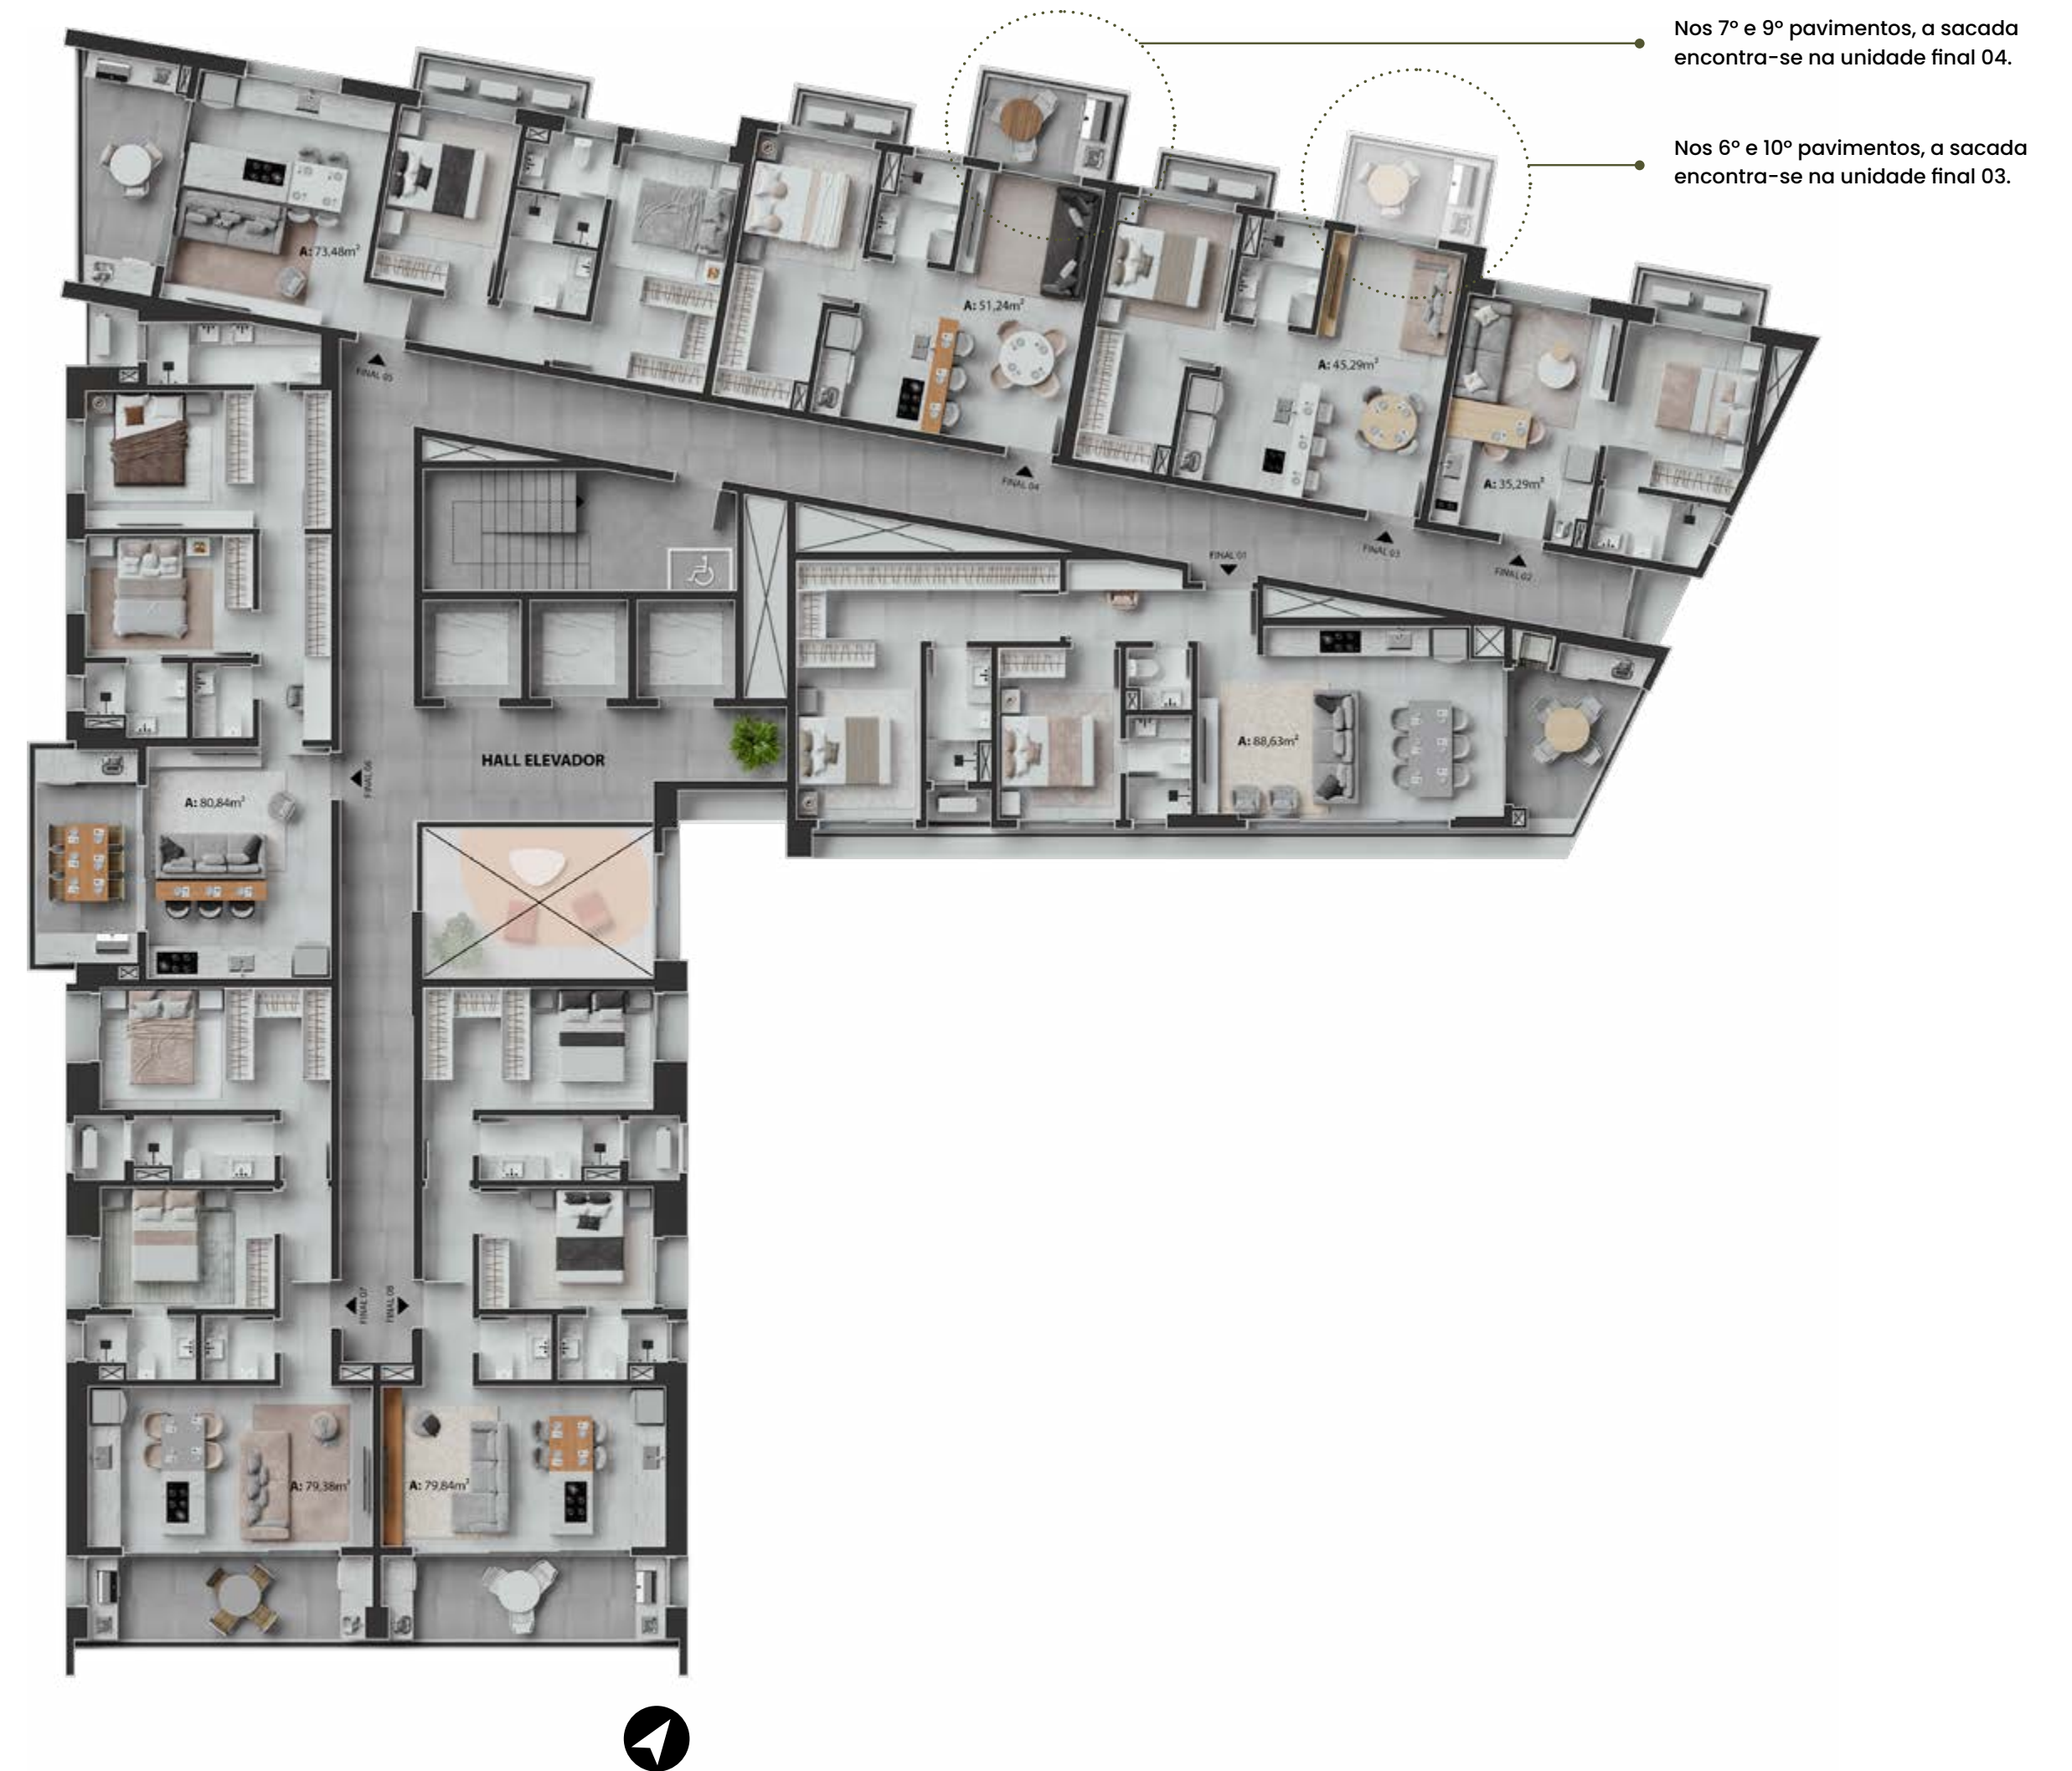 Nos 7º e 9º pavimentos, a sacada
encontra-se na unidade final 04.
Nos 6º e 10º pavimentos, a sacada
encontra-se na unidade final 03.
A: 73,48m²
A: 51,24m²
A: 45,29m²
A: 35,29m²
FINAL 05
FINAL 04
FINAL 03
FINAL 02
FINAL 01
HALL ELEVADOR
A: 88,63m²
FINAL 06
A: 80,84m²
FINAL 07
FINAL 08
A: 79,38m²
A: 79,84m²